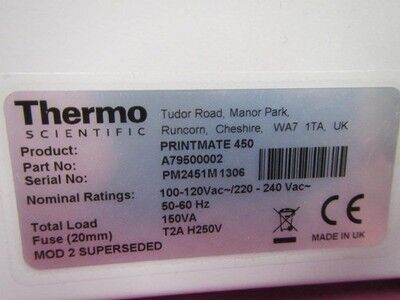 Thermo
SCIENTIFIC
Tudor Road, Manor Park,
Runcorn, Cheshire, WA7 1TA, UK
Product: PRINTMATE 450
Part No: A79500002
Serial No: PM2451M1306
Nominal Ratings: 100-120Vac~/220 - 240 Vac~
50-60 Hz
Total Load 150VA
Fuse (20mm) T2A H250V
MOD 2 SUPERSEDED
CE
MADE IN UK